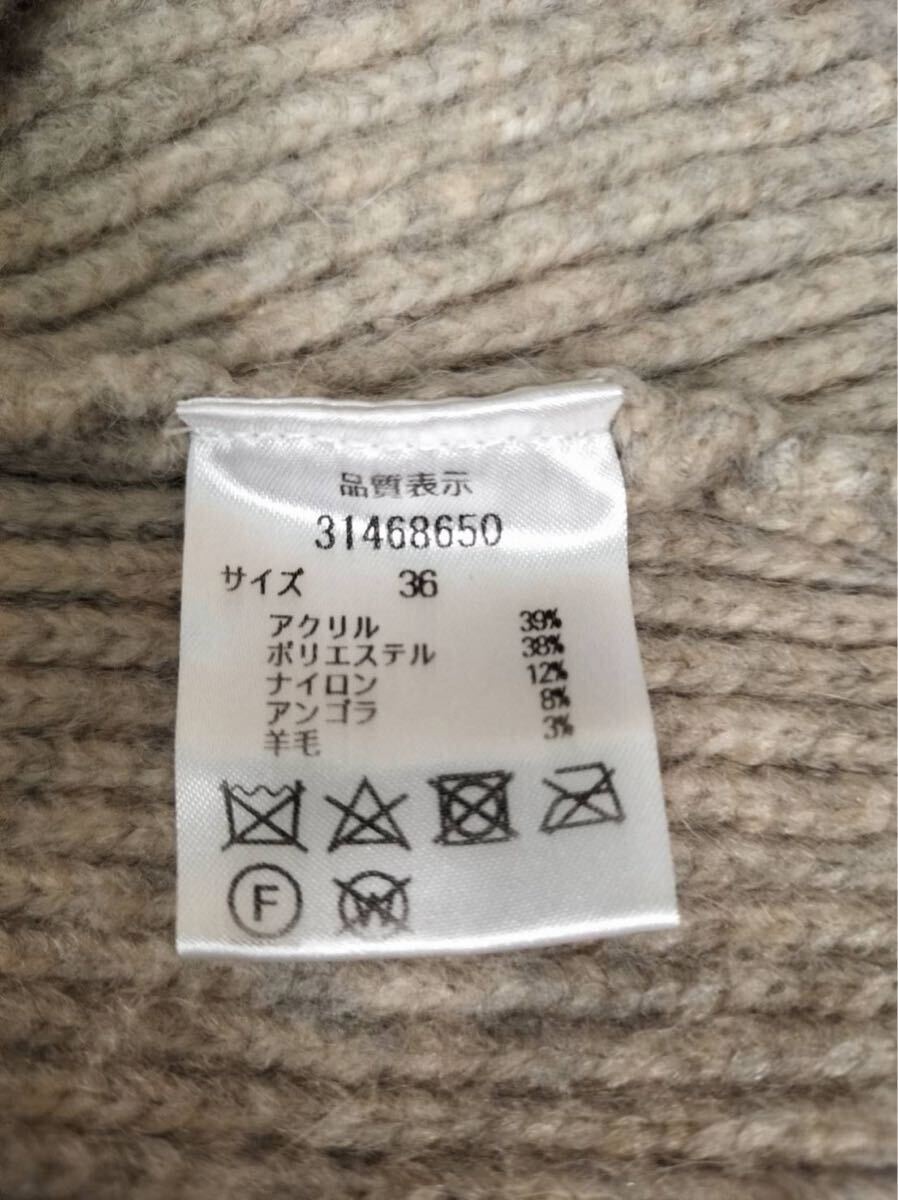 品質表示
31468650
サイズ 36
アクリル 39%
ポリエステル 38%
ナイロン 12%
アンゴラ 8%
羊毛 3%
F W